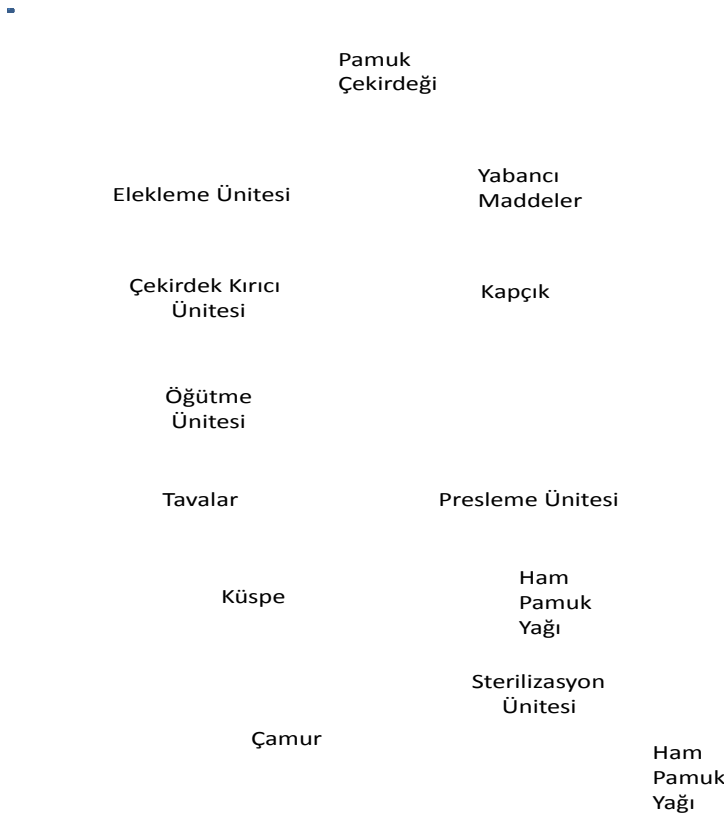 Pamuk
Çekirdeği
Elekleme Ünitesi
Yabancı
Maddeler
Çekirdek Kırıcı
Ünitesi
Kapçık
Öğütme
Ünitesi
Tavalar
Presleme Ünitesi
Küspe
Ham
Pamuk
Yağı
Sterilizasyon
Ünitesi
Çamur
Ham
Pamuk
Yağı